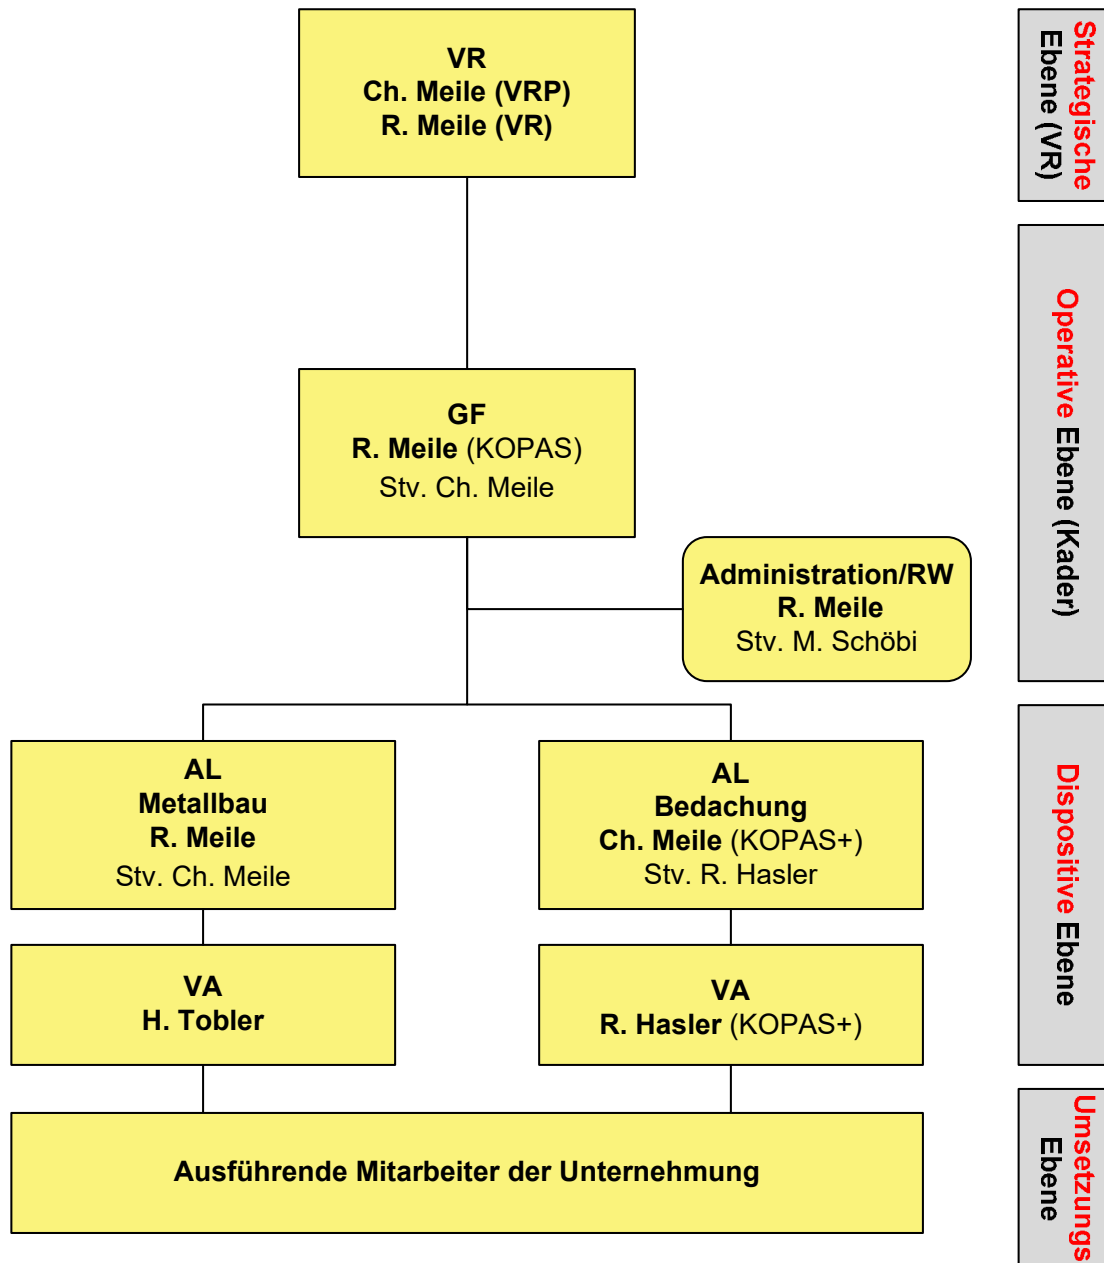 VR
Ch. Meile (VRP)
R. Meile (VR)
Strategische
Ebene (VR)
GF
R. Meile (KOPAS)
Stv. Ch. Meile
Administration/RW
R. Meile
Stv. M. Schöbi
Operative Ebene (Kader)
AL
Metallbau
R. Meile
Stv. Ch. Meile
AL
Bedachung
Ch. Meile (KOPAS+)
Stv. R. Hasler
VA
H. Tobler
VA
R. Hasler (KOPAS+)
Dispositive Ebene
Ausführende Mitarbeiter der Unternehmung
Umsetzungs
Ebene